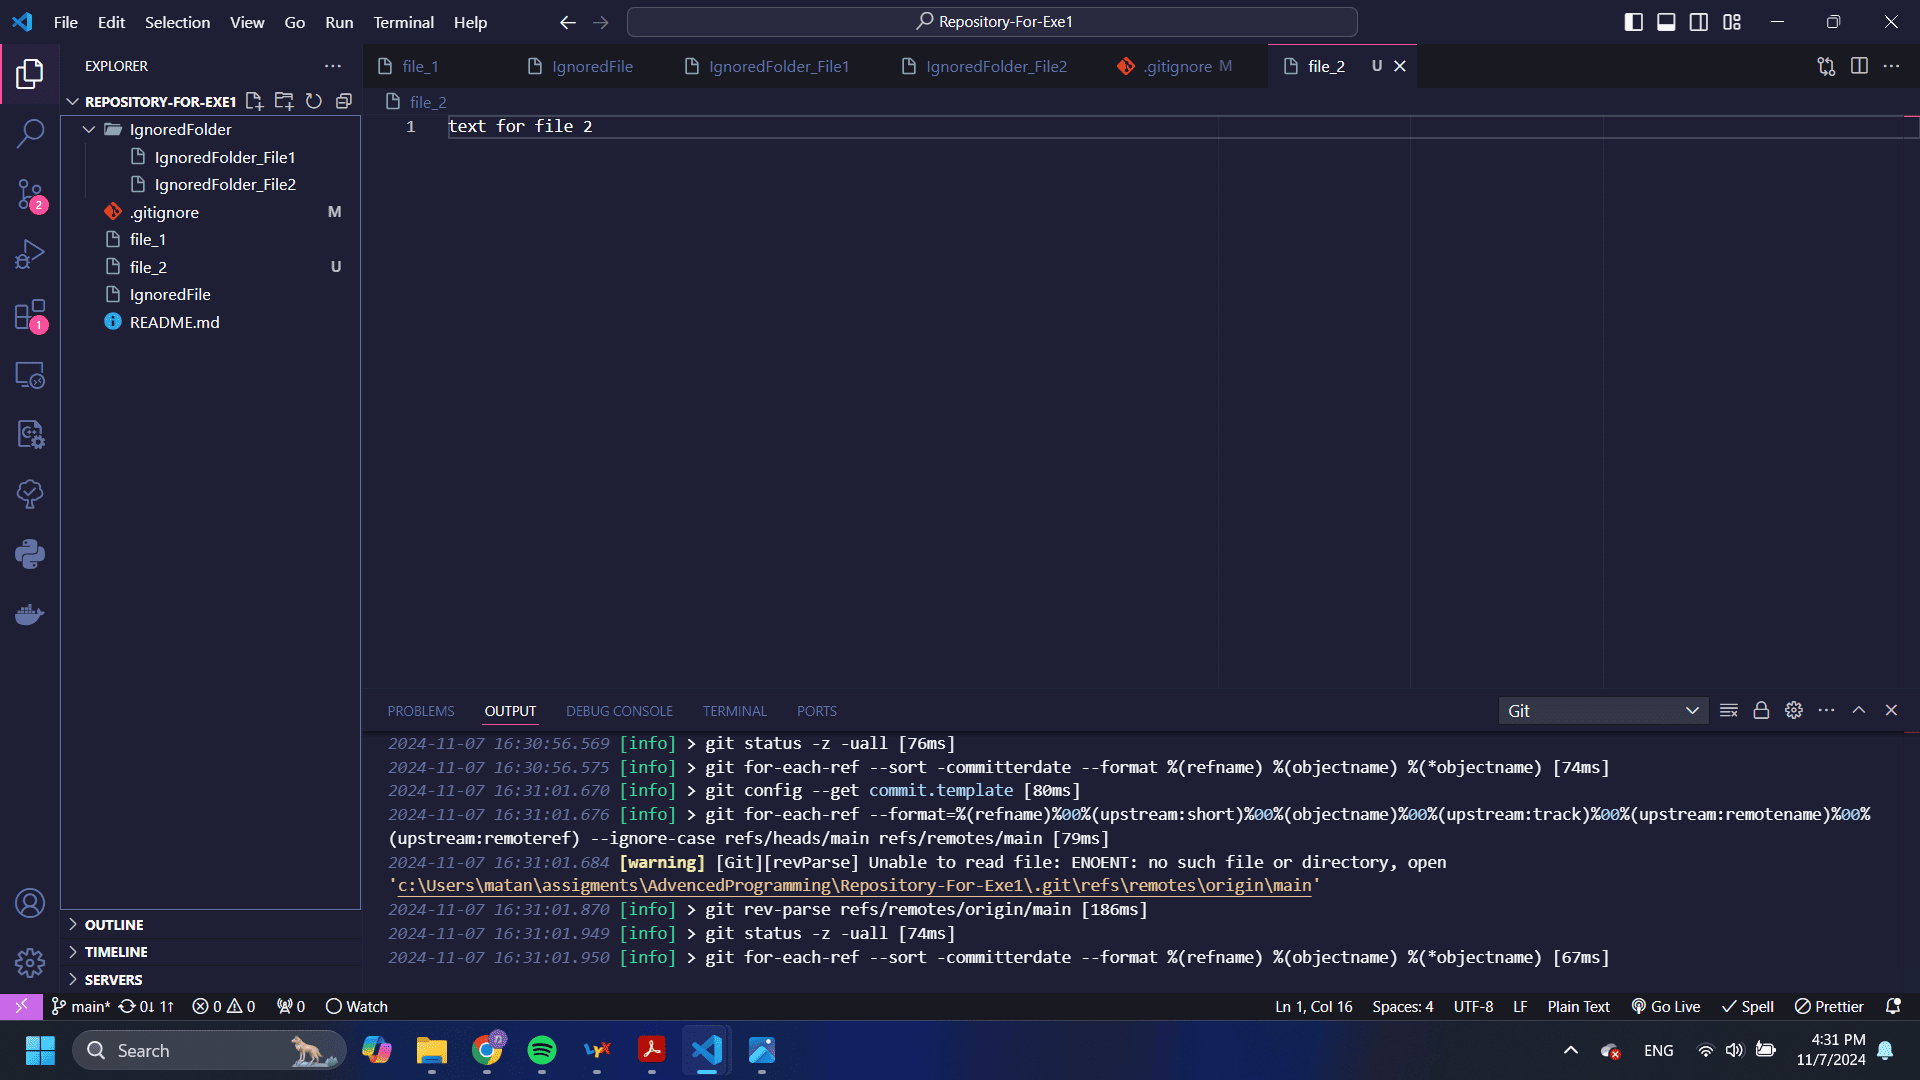 File Edit Selection View Go Run Terminal Help
Repository-For-Exe1
EXPLORER
REPOSITORY-FOR-EXE1
IgnoredFolder
IgnoredFolder_File1
IgnoredFolder_File2
.gitignore M
file_1
file_2 U
IgnoredFile
README.md
2
1
OUTLINE
TIMELINE
SERVERS
file_1 IgnoredFile IgnoredFolder_File1 IgnoredFolder_File2 .gitignore M file_2 U
file_2
1 text for file 2
PROBLEMS OUTPUT DEBUG CONSOLE TERMINAL PORTS Git
2024-11-07 16:30:56.569 [info] > git status -z -uall [76ms]
2024-11-07 16:30:56.575 [info] > git for-each-ref --sort -committerdate --format %(refname) %(objectname) %(*objectname) [74ms]
2024-11-07 16:31:01.670 [info] > git config --get commit.template [80ms]
2024-11-07 16:31:01.676 [info] > git for-each-ref --format=%(refname)%00%(upstream:short)%00%(objectname)%00%(upstream:track)%00%(upstream:remotename)%00%
(upstream:remoteref) --ignore-case refs/heads/main refs/remotes/main [79ms]
2024-11-07 16:31:01.684 [warning] [Git][revParse] Unable to read file: ENOENT: no such file or directory, open
'c:\Users\matan\assigments\AdvencedProgramming\Repository-For-Exe1\.git\refs\remotes\origin\main'
2024-11-07 16:31:01.870 [info] > git rev-parse refs/remotes/origin/main [186ms]
2024-11-07 16:31:01.949 [info] > git status -z -uall [74ms]
2024-11-07 16:31:01.950 [info] > git for-each-ref --sort -committerdate --format %(refname) %(objectname) %(*objectname) [67ms]
main* 0↓ 1↑ 0 0 0 Watch Ln 1, Col 16 Spaces: 4 UTF-8 LF Plain Text Go Live Spell Prettier
Search ENG 4:31 PM
11/7/2024